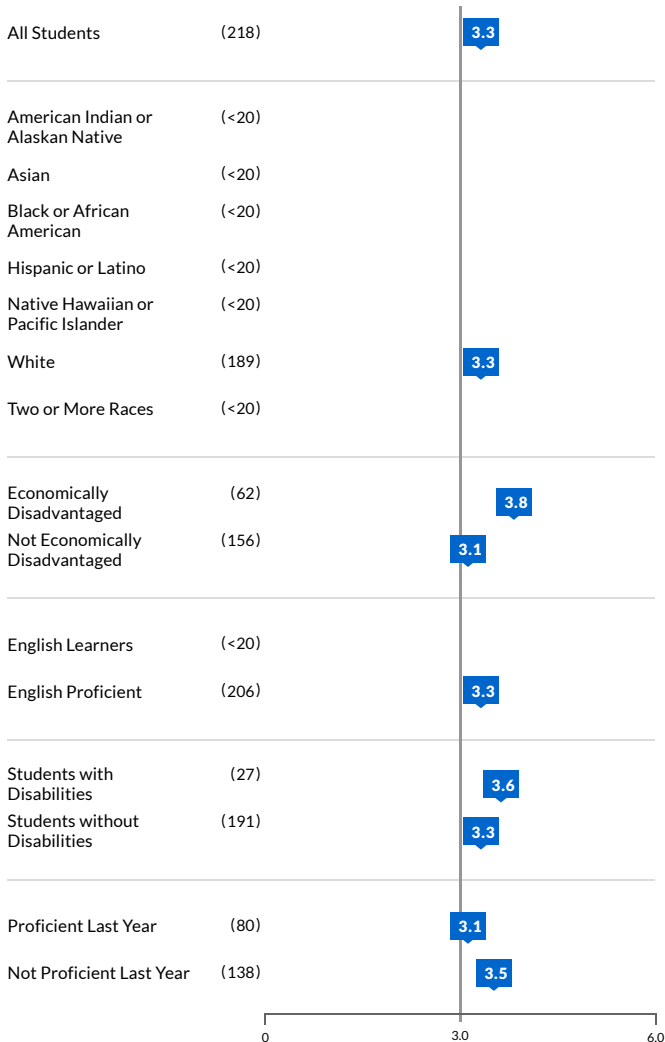 All Students (218) 3.3
American Indian or (<20)
Alaskan Native
Asian (<20)
Black or African (<20)
American
Hispanic or Latino (<20)
Native Hawaiian or (<20)
Pacific Islander
White (189) 3.3
Two or More Races (<20)
Economically (62) 3.8
Disadvantaged
Not Economically (156) 3.1
Disadvantaged
English Learners (<20)
English Proficient (206) 3.3
Students with (27) 3.6
Disabilities
Students without (191) 3.3
Disabilities
Proficient Last Year (80) 3.1
Not Proficient Last Year (138) 3.5
0 3.0 6.0